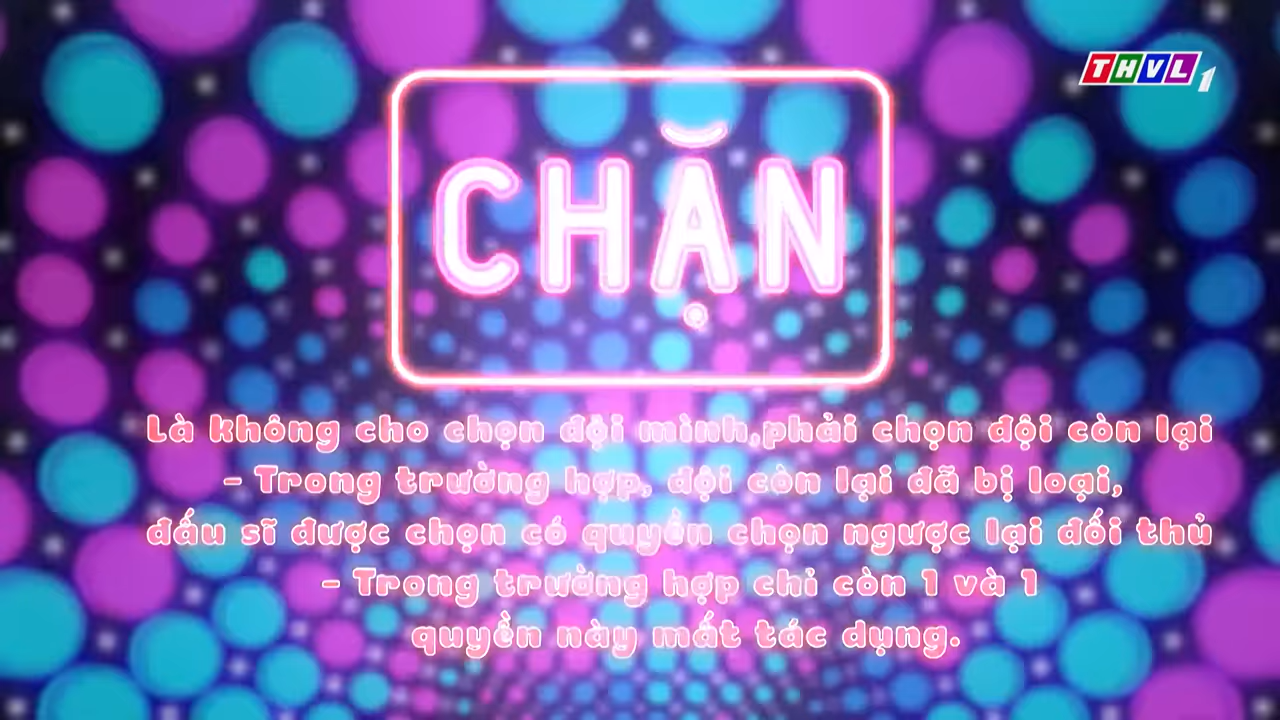 THVL1
CHẶN
Là không cho chọn đội mình,phải chọn đội còn lại
- Trong trường hợp, đội còn lại đã bị loại,
đấu sĩ được chọn có quyền chọn ngược lại đối thủ
- Trong trường hợp chỉ còn 1 và 1
quyền này mất tác dụng.